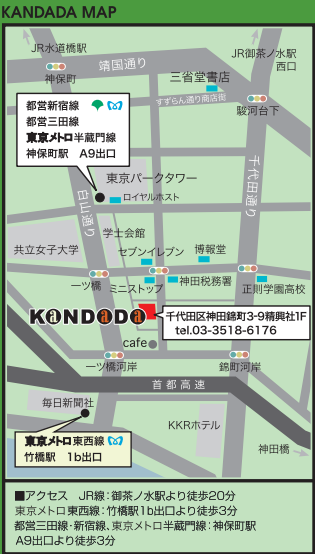 KANDADA MAP
JR水道橋駅
神保町
靖国通り
JR御茶ノ水駅
西口
三省堂書店
すずらん通り商店街
駿河台下
都営新宿線
都営三田線
東京メトロ半蔵門線
神保町駅 A9出口
東京パークタワー
ロイヤルホスト
白山通り
千代田通り
学士会館
共立女子大学
セブンイレブン
博報堂
一ツ橋
ミニストップ
神田税務署
正則学園高校
KANDADA
千代田区神田錦町3-9精興社1F
tel.03-3518-6176
cafe
一ツ橋河岸
錦町河岸
首都高速
毎日新聞社
KKRホテル
神田橋
東京メトロ東西線
竹橋駅 1b出口
■アクセス JR線：御茶ノ水駅より徒歩20分
東京メトロ東西線：竹橋駅1b出口より徒歩3分
都営三田線・新宿線、東京メトロ半蔵門線：神保町駅
A9出口より徒歩3分